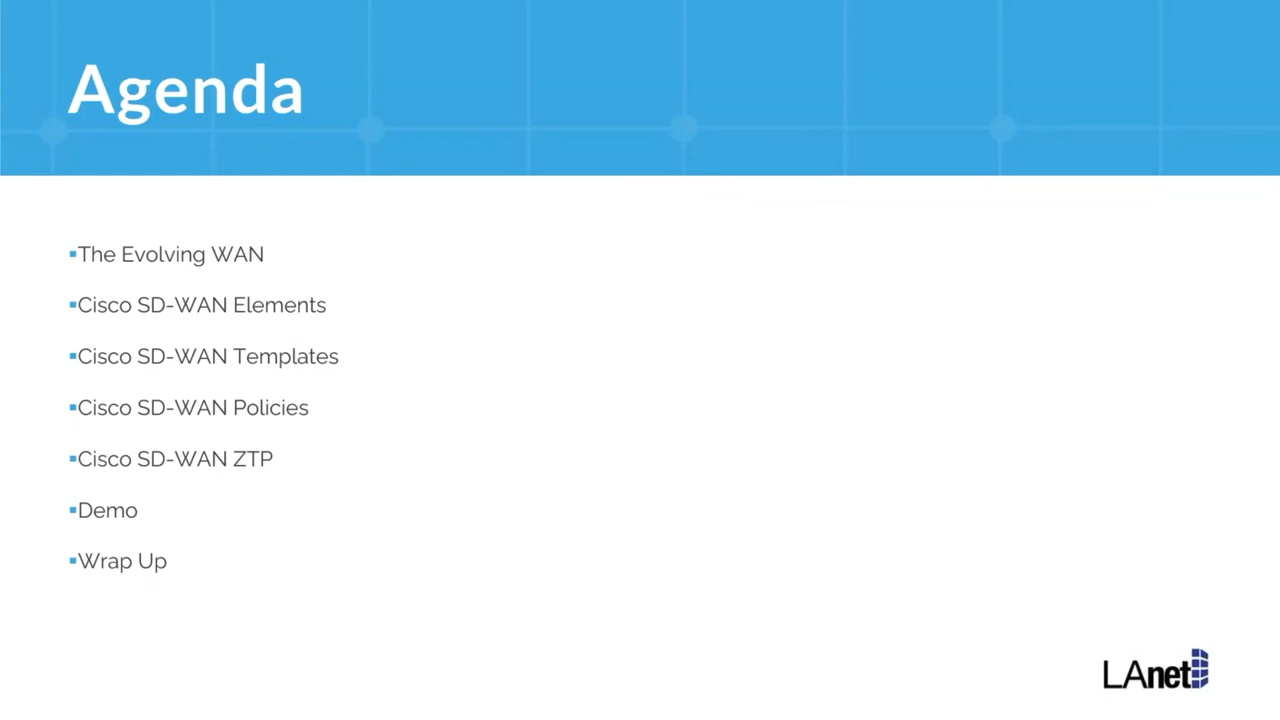 Agenda
▪The Evolving WAN
▪Cisco SD-WAN Elements
▪Cisco SD-WAN Templates
▪Cisco SD-WAN Policies
▪Cisco SD-WAN ZTP
▪Demo
▪Wrap Up
LAnet